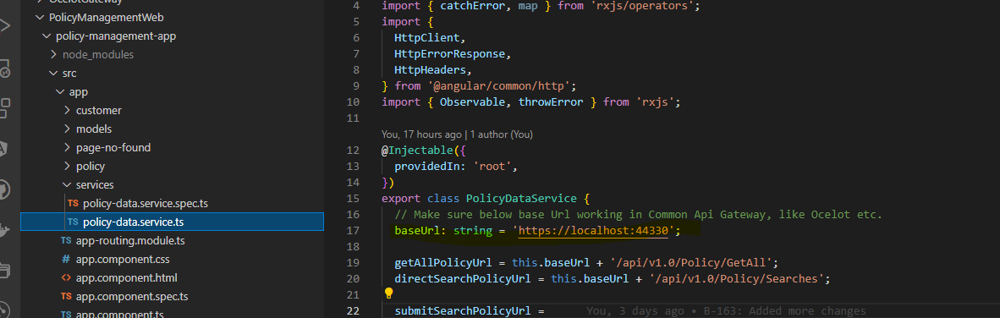 OcelotGateway
PolicyManagementWeb
policy-management-app
node_modules
src
app
customer
models
page-no-found
policy
services
TS policy-data.service.spec.ts
TS policy-data.service.ts
TS app-routing.module.ts
# app.component.css
<> app.component.html
TS app.component.spec.ts
TS app.component.ts
4 import { catchError, map } from 'rxjs/operators';
5 import {
6 HttpClient,
7 HttpErrorResponse,
8 HttpHeaders,
9 } from '@angular/common/http';
10 import { Observable, throwError } from 'rxjs';
11
You, 17 hours ago | 1 author (You)
12 @Injectable({
13 providedIn: 'root',
14 })
15 export class PolicyDataService {
16 // Make sure below base Url working in Common Api Gateway, like Ocelot etc.
17 baseUrl: string = 'https://localhost:44330';
18
19 getAllPolicyUrl = this.baseUrl + '/api/v1.0/Policy/GetAll';
20 directSearchPolicyUrl = this.baseUrl + '/api/v1.0/Policy/Searches';
21
22 submitSearchPolicyUrl = You, 3 days ago • B-163: Added more changes